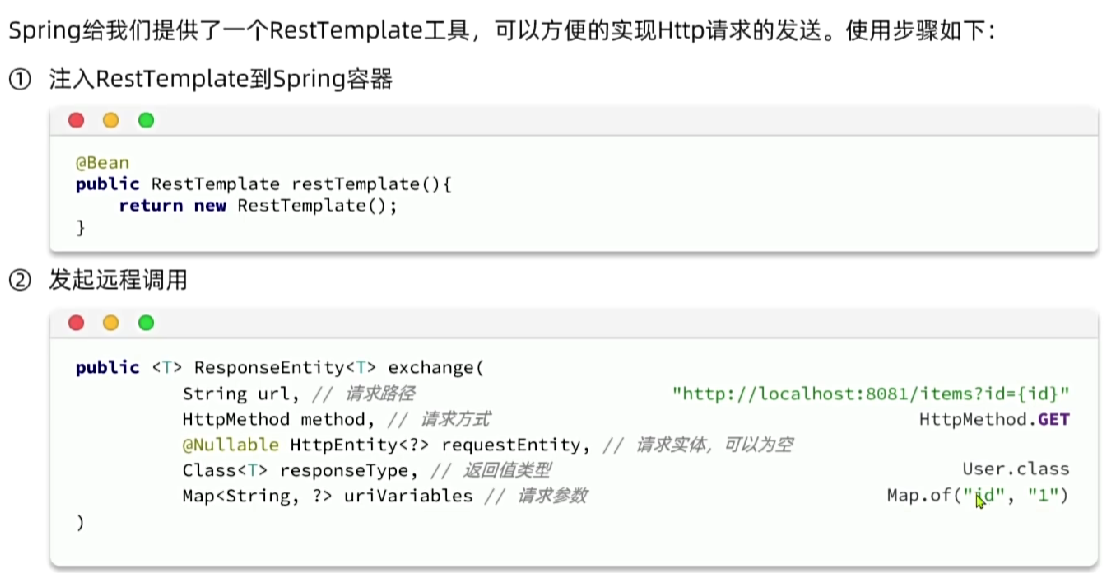 Spring给我们提供了一个RestTemplate工具，可以方便的实现Http请求的发送。使用步骤如下：
① 注入RestTemplate到Spring容器
@Bean
public RestTemplate restTemplate(){
return new RestTemplate();
}
② 发起远程调用
public <T> ResponseEntity<T> exchange(
String url, // 请求路径 "http://localhost:8081/items?id={id}"
HttpMethod method, // 请求方式 HttpMethod.GET
@Nullable HttpEntity<?> requestEntity, // 请求实体，可以为空
Class<T> responseType, // 返回值类型 User.class
Map<String, ?> uriVariables // 请求参数 Map.of("id", "1")
)